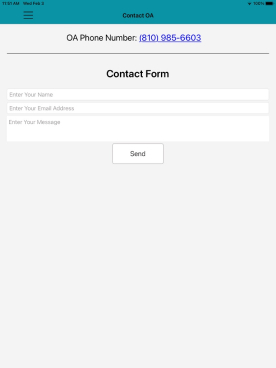 11:51 AM Wed Feb 5
100%
Contact OA
OA Phone Number: (810) 985-6603
Contact Form
Enter Your Name
Enter Your Email Address
Enter Your Message
Send